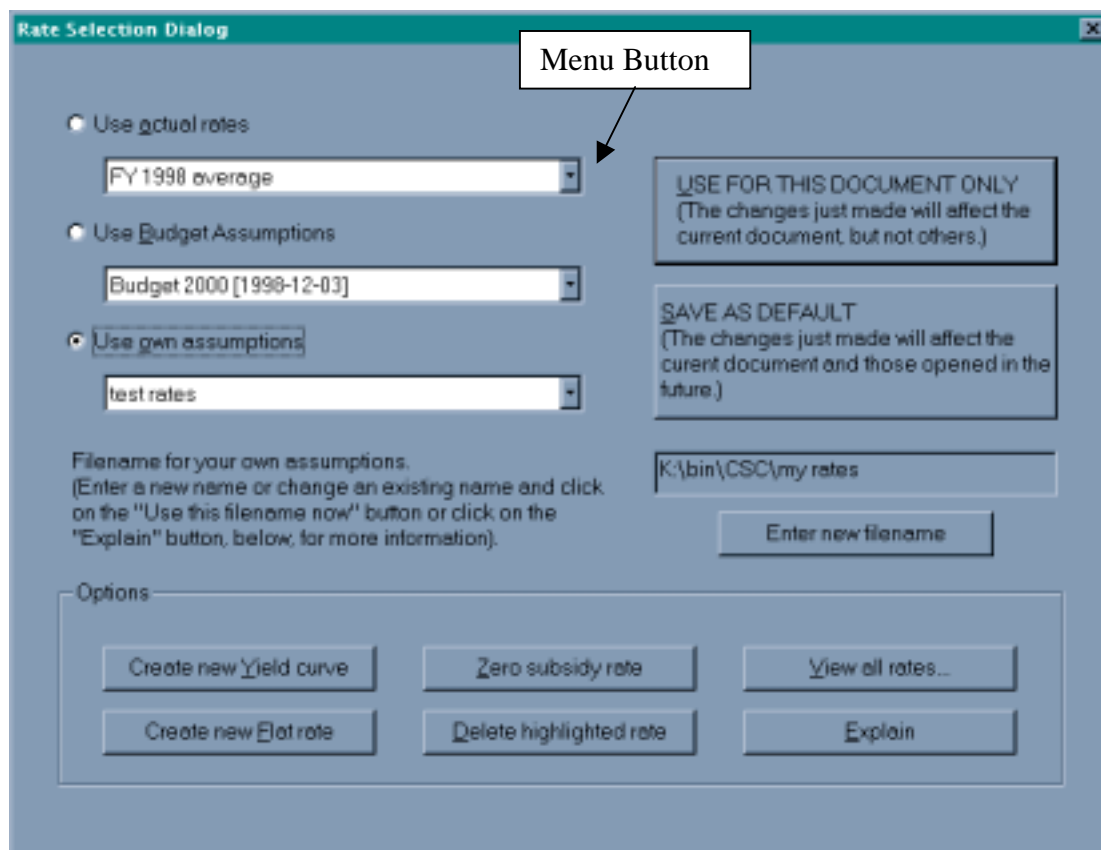 Rate Selection Dialog
Menu Button
Use actual rates
FY 1998 average
Use Budget Assumptions
Budget 2000 [1998-12-03]
Use own assumptions
test rates
USE FOR THIS DOCUMENT ONLY
(The changes just made will affect the
current document, but not others.)
SAVE AS DEFAULT
(The changes just made will affect the
curent document and those opened in the
future.)
Filename for your own assumptions.
(Enter a new name or change an existing name and click
on the "Use this filename now" button or click on the
"Explain" button, below, for more information).
K:\bin\CSC\my rates
Enter new filename
Options
Create new Yield curve
Zero subsidy rate
View all rates...
Create new Flat rate
Delete highlighted rate
Explain